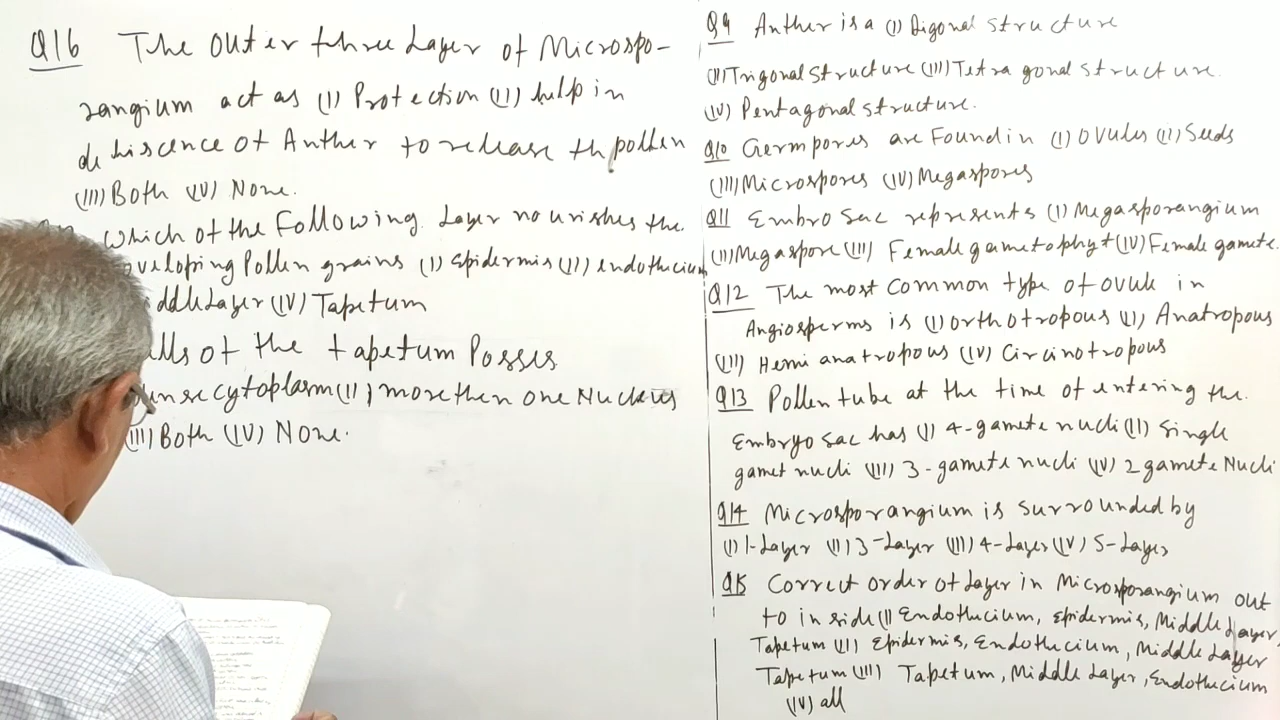 Q16 The outer three Layer of Microspo-
rangium act as (I) Protection (II) help in
dehiscence of Anther to release th pollen
(III) Both (IV) None.
which of the Following Layer nourishes the
veloping Pollen grains (I) Epidermis (II) endothecium
ddle Layer (IV) Tapetum
lls of the tapetum Posses
nse cytoplasm (II) more then one Nucleus
(III) Both (IV) None.
Q9 Anther is a (I) Digonal structure
(II) Trigonal structure (III) Tetra gonal structure.
(IV) Pentagonal structure.
Q10 Germpores are Found in (I) Ovules (II) Seeds
(III) Microspores (IV) Megaspores
Q11 Embro sac represents (I) Megasporangium
(II) Megaspore (III) Female gametophyt (IV) Female gamete.
Q12 The most common type of ovule in
Angiosperms is (I) Orthotropous (II) Anatropous
(III) Hemi anatropous (IV) Circinotropous
Q13 Pollen tube at the time of entering the.
Embryo sac has (I) 4-gamete nucli (II) single
gamet nucli (III) 3-gamete nucli (IV) 2 gamete Nucli
Q14 Microsporangium is surrounded by
(I) 1-Layer (II) 3-Layer (III) 4-Layer (IV) 5-Layer
Q15 Correct order of Layer in Microsporangium out
to in side (I) Endothecium, Epidermis, Middle Layer,
Tapetum (II) Epidermis, Endothecium, Middle Layer
Tapetum (III) Tapetum, Middle Layer, Endothecium
(IV) all